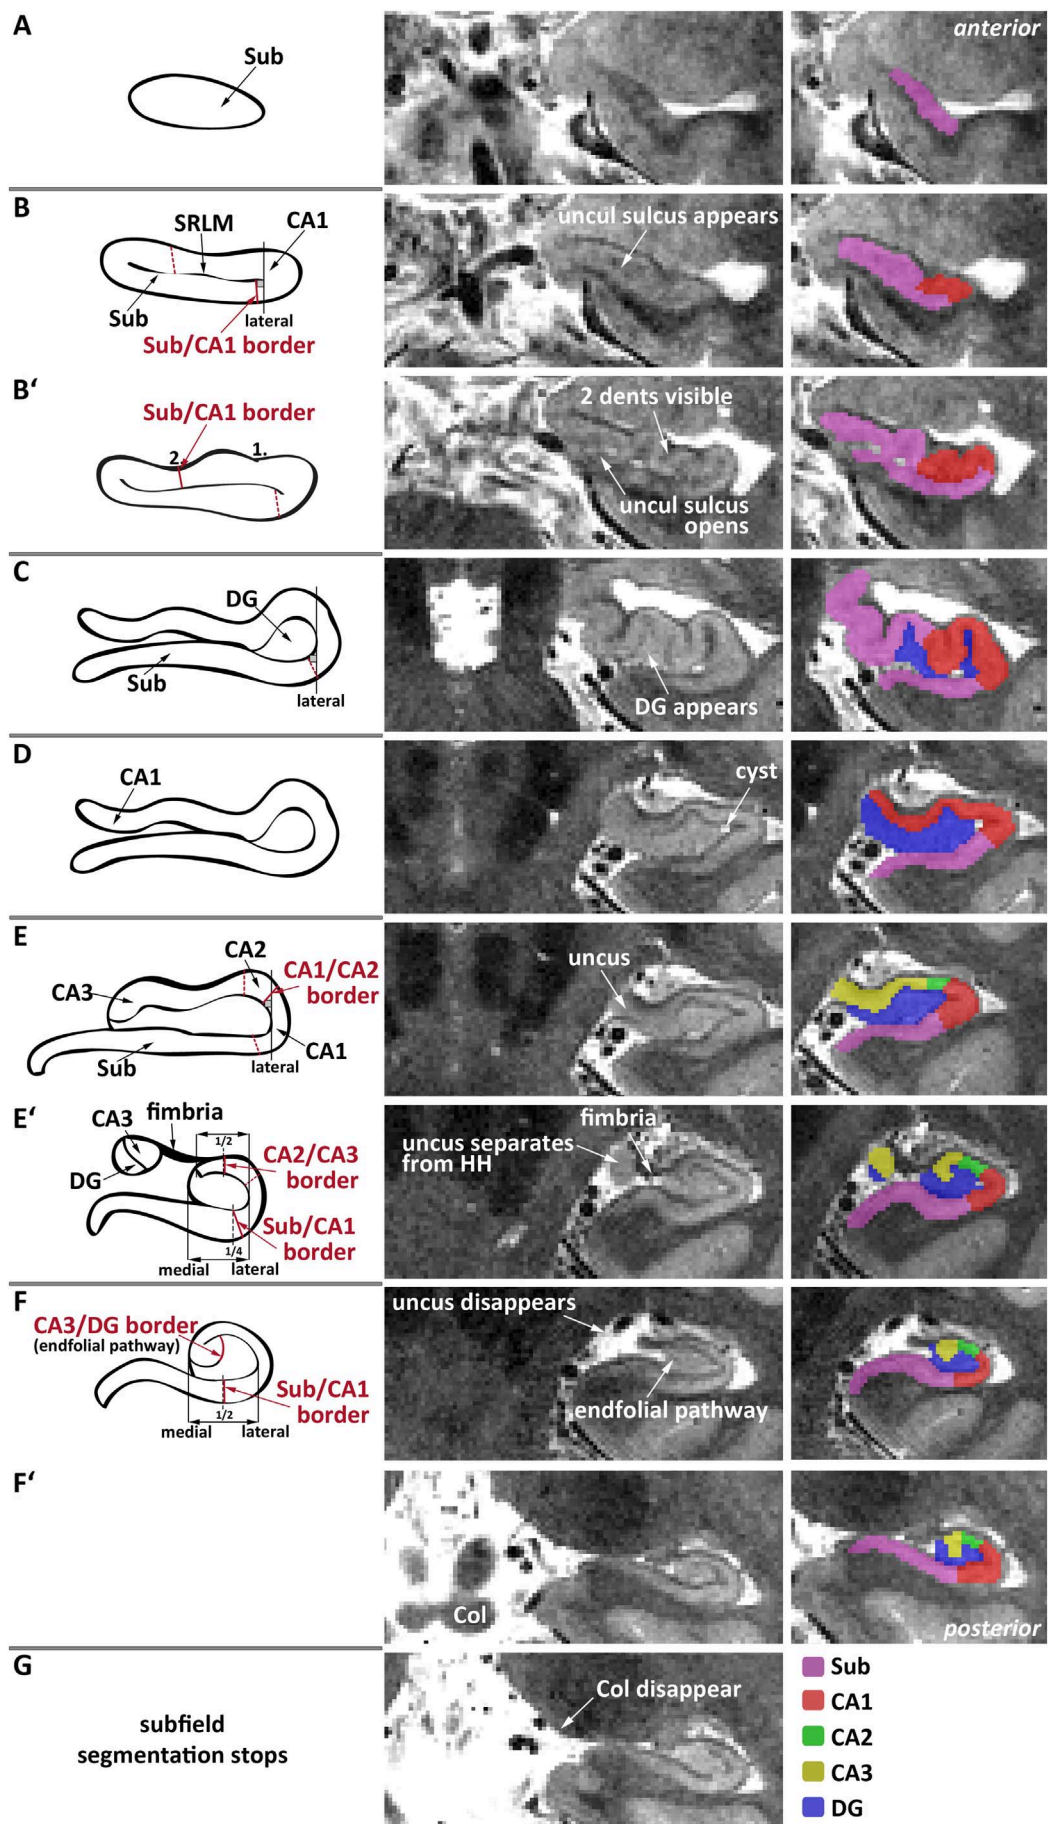 A
Sub
anterior
B
SRLM
CA1
Sub
lateral
Sub/CA1 border
uncul sulcus appears
B‘
Sub/CA1 border
2.
1.
2 dents visible
uncul sulcus
opens
C
DG
Sub
lateral
DG appears
D
CA1
cyst
E
CA2
CA1/CA2
border
CA3
Sub
CA1
lateral
uncus
E‘
CA3
fimbria
DG
1/2
CA2/CA3
border
Sub/CA1
border
1/4
medial
lateral
fimbria
uncus separates
from HH
F
CA3/DG border
(endfolial pathway)
Sub/CA1
border
1/2
medial
lateral
uncus disappears
endfolial pathway
F‘
Col
posterior
G
subfield
segmentation stops
Col disappear
Sub
CA1
CA2
CA3
DG